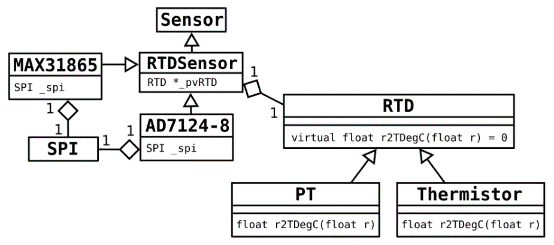 Sensor
MAX31865
SPI _spi
RTDSensor
RTD *_pvRTD
1
1
RTD
virtual float r2TDegC(float r) = 0
1
1
SPI
1
1
AD7124-8
SPI _spi
PT
float r2TDegC(float r)
Thermistor
float r2TDegC(float r)